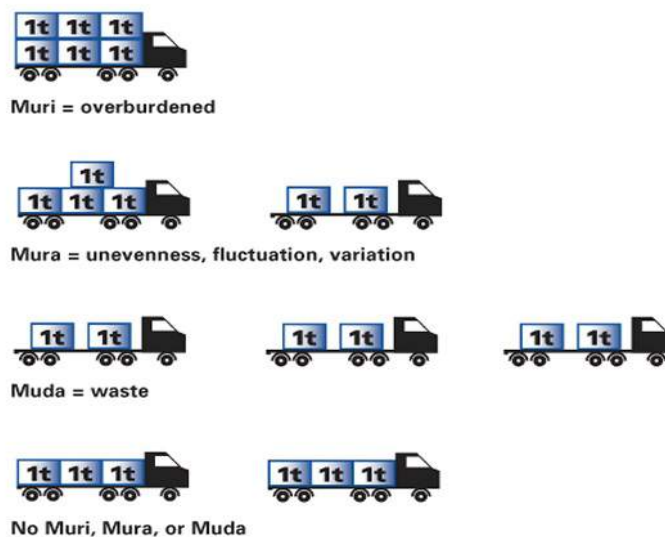 1t 1t 1t
1t 1t 1t
Muri = overburdened
1t
1t 1t 1t 1t 1t
Mura = unevenness, fluctuation, variation
1t 1t 1t 1t 1t 1t
Muda = waste
1t 1t 1t 1t 1t 1t
No Muri, Mura, or Muda